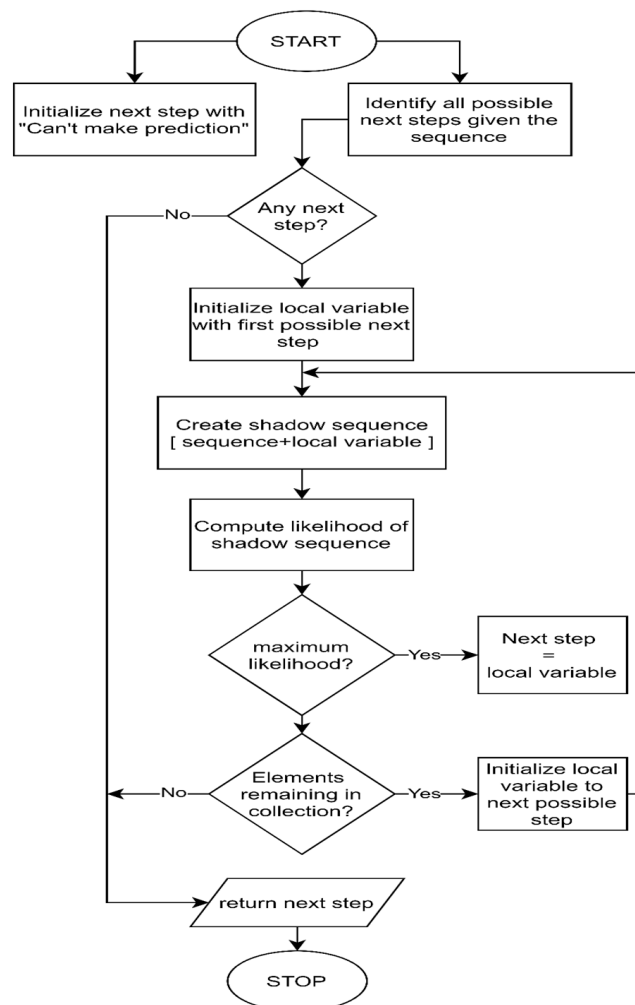 START
Initialize next step with
"Can't make prediction"
Identify all possible
next steps given the
sequence
Any next
step?
No
Initialize local variable
with first possible next
step
Create shadow sequence
[ sequence+local variable ]
Compute likelihood of
shadow sequence
maximum
likelihood?
Yes
Next step
=
local variable
Elements
remaining in
collection?
No
Yes
Initialize local
variable to
next possible
step
return next step
STOP